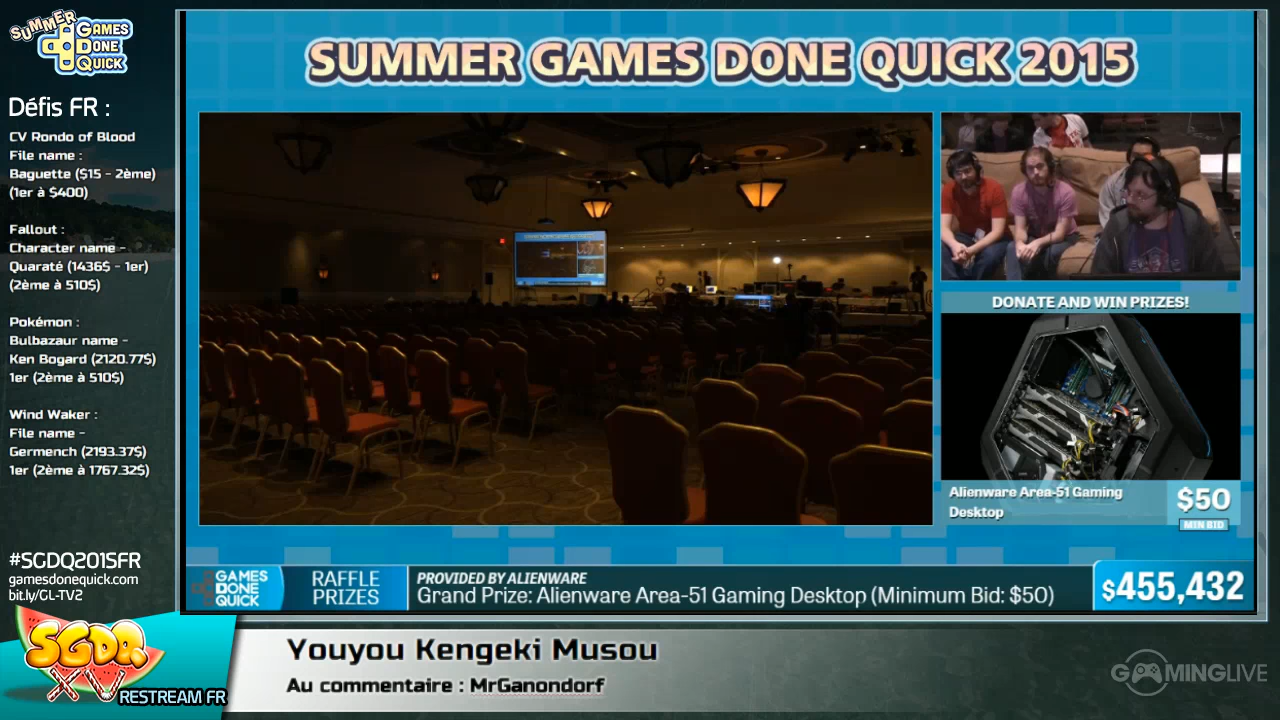 SUMMER
GAMES
DONE
QUICK
Défis FR :
CV Rondo of Blood
File name :
Baguette ($15 - 2ème)
(1er à $400)
Fallout :
Character name -
Quaraté (1436$ - 1er)
(2ème à 510$)
Pokémon :
Bulbazaur name -
Ken Bogard (2120.77$)
1er (2ème à 510$)
Wind Waker :
File name -
Germench (2193.37$)
1er (2ème à 1767.32$)
#SGDQ2015FR
gamesdonequick.com
bit.ly/GL-TV2
SGDQ
XV
RESTREAM FR
SUMMER GAMES DONE QUICK 2015
DONATE AND WIN PRIZES!
Alienware Area-51 Gaming
Desktop
$50
MIN BID
GAMES
DONE
QUICK
RAFFLE
PRIZES
PROVIDED BY ALIENWARE
Grand Prize: Alienware Area-51 Gaming Desktop (Minimum Bid: $50)
$455,432
Youyou Kengeki Musou
Au commentaire : MrGanondorf
GAMINGLIVE